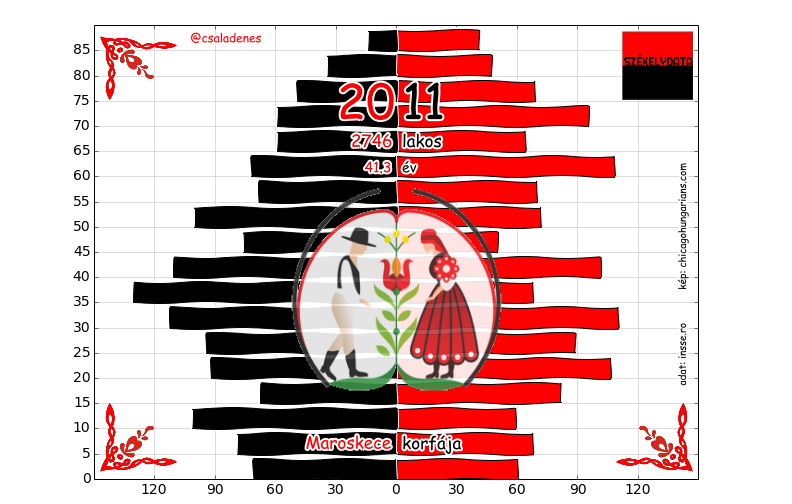 @csaladenes
SZÉKELYDATA
2011
2746 lakos
41,3 év
kép: chicagohungarians.com
adat: insse.ro
Maroskece korfája
85
80
75
70
65
60
55
50
45
40
35
30
25
20
15
10
5
0
120 90 60 30 0 30 60 90 120